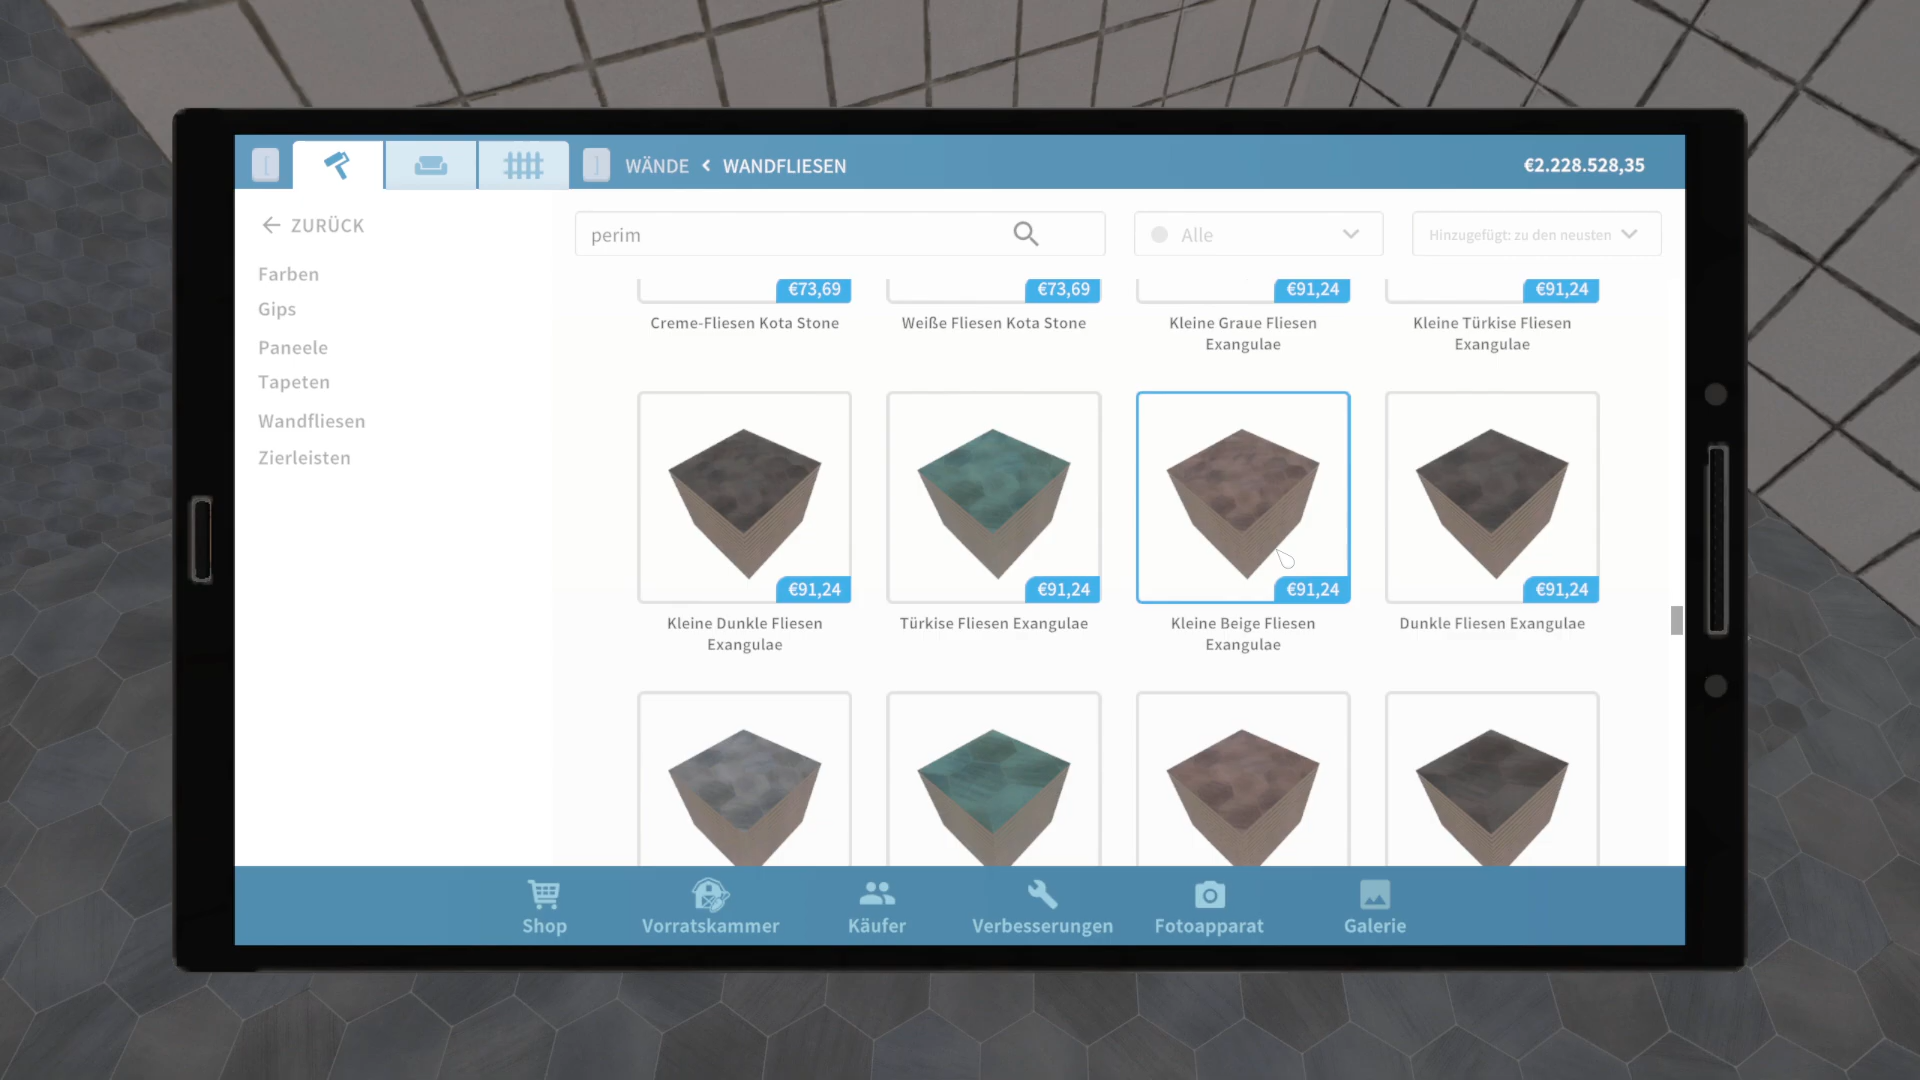 [
]
WÄNDE < WANDFLIESEN
€2.228.528,35
ZURÜCK
perim
Alle
Hinzugefügt: zu den neusten
Farben
Gips
Paneele
Tapeten
Wandfliesen
Zierleisten
€73,69
€73,69
€91,24
€91,24
Creme-Fliesen Kota Stone
Weiße Fliesen Kota Stone
Kleine Graue Fliesen
Exangulae
Kleine Türkise Fliesen
Exangulae
€91,24
€91,24
€91,24
€91,24
Kleine Dunkle Fliesen
Exangulae
Türkise Fliesen Exangulae
Kleine Beige Fliesen
Exangulae
Dunkle Fliesen Exangulae
Shop
Vorratskammer
Käufer
Verbesserungen
Fotoapparat
Galerie